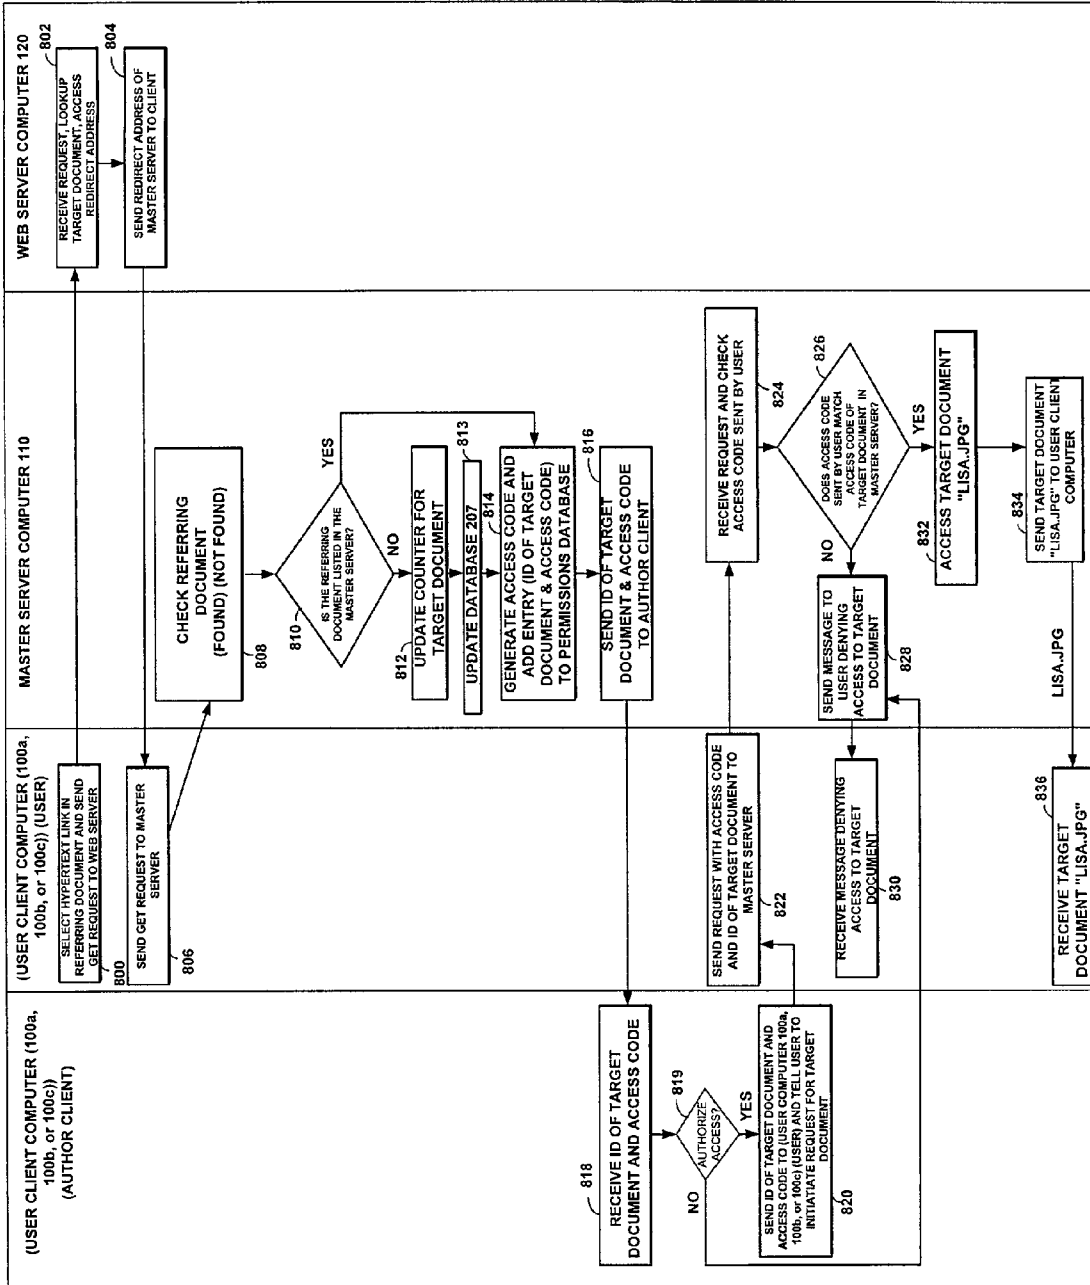 (USER CLIENT COMPUTER (100a,
100b, or 100c))
(AUTHOR CLIENT)
(USER CLIENT COMPUTER (100a,
100b, or 100c)) (USER)
MASTER SERVER COMPUTER 110
WEB SERVER COMPUTER 120
SELECT HYPERTEXT LINK IN
REFERRING DOCUMENT AND SEND
GET REQUEST TO WEB SERVER
800
802
RECEIVE REQUEST, LOOKUP
TARGET DOCUMENT, ACCESS
REDIRECT ADDRESS
804
SEND REDIRECT ADDRESS OF
MASTER SERVER TO CLIENT
SEND GET REQUEST TO MASTER
SERVER
806
CHECK REFERRING
DOCUMENT
(FOUND) (NOT FOUND)
808
810
IS THE REFERRING
DOCUMENT LISTED IN THE
MASTER SERVER?
YES
NO
812
UPDATE COUNTER FOR
TARGET DOCUMENT
UPDATE DATABASE 207
813
814
GENERATE ACCESS CODE AND
ADD ENTRY (ID OF TARGET
DOCUMENT & ACCESS CODE)
TO PERMISSIONS DATABASE
816
SEND ID OF TARGET
DOCUMENT & ACCESS CODE
TO AUTHOR CLIENT
818
RECEIVE ID OF TARGET
DOCUMENT AND ACCESS CODE
AUTHORIZE
ACCESS?
819
NO
YES
SEND ID OF TARGET DOCUMENT AND
ACCESS CODE TO (USER COMPUTER 100a,
100b, or 100c) (USER) AND TELL USER TO
INITIATIATE REQUEST FOR TARGET
DOCUMENT
820
SEND REQUEST WITH ACCESS CODE
AND ID OF TARGET DOCUMENT TO
MASTER SERVER
822
RECEIVE REQUEST AND CHECK
ACCESS CODE SENT BY USER
824
826
DOES ACCESS CODE
SENT BY USER MATCH
ACCESS CODE OF
TARGET DOCUMENT IN
MASTER SERVER?
NO
YES
SEND MESSAGE TO
USER DENYING
ACCESS TO TARGET
DOCUMENT
828
RECEIVE MESSAGE DENYING
ACCESS TO TARGET
DOCUMENT
830
832
ACCESS TARGET DOCUMENT
"LISA.JPG"
834
SEND TARGET DOCUMENT
"LISA.JPG" TO USER CLIENT
COMPUTER
LISA.JPG
836
RECEIVE TARGET
DOCUMENT "LISA.JPG"